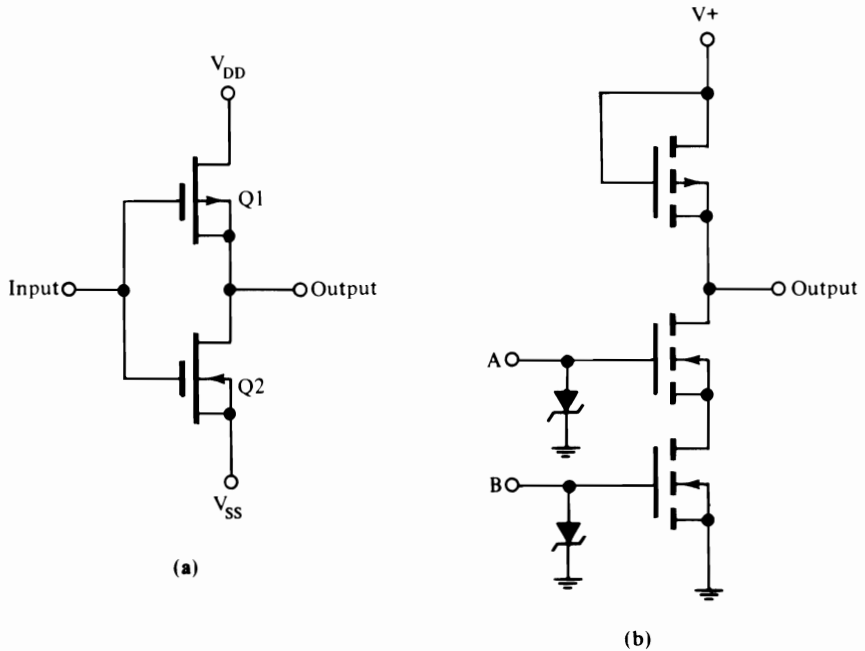 V+
V_DD
Q1
Input
Output
Output
A
Q2
B
V_SS
(a)
(b)